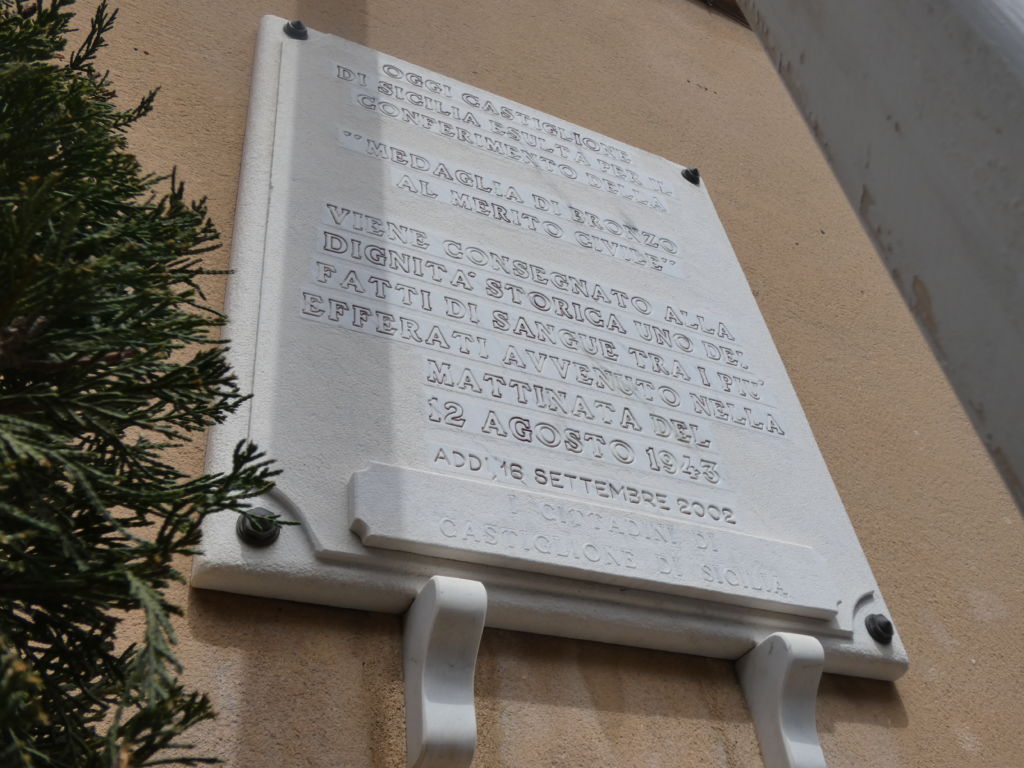 OGGI CASTIGLIONE
DI SICILIA ESULTA PER IL
CONFERIMENTO DELLA
"MEDAGLIA DI BRONZO
AL MERITO CIVILE"
VIENE CONSEGNATO ALLA
DIGNITA' STORICA UNO DEI
FATTI DI SANGUE TRA I PIU'
EFFERATI AVVENUTO NELLA
MATTINATA DEL
12 AGOSTO 1943
ADDI' 16 SETTEMBRE 2002
I CITTADINI DI
CASTIGLIONE DI SICILIA